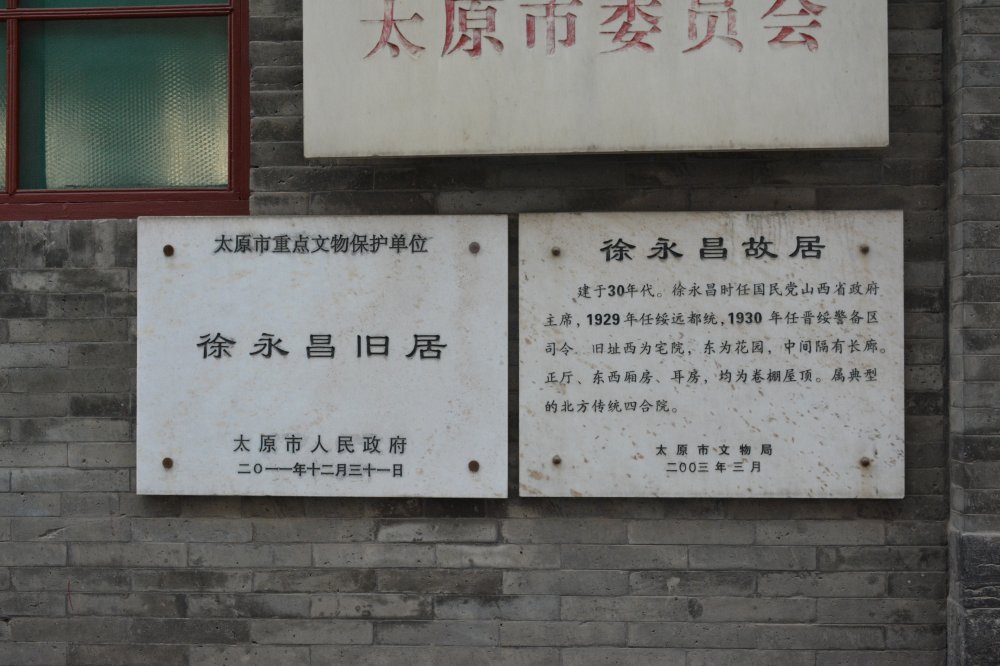 太原市委员会
太原市重点文物保护单位
徐永昌旧居
太原市人民政府
二〇一一年十二月三十一日
徐永昌故居
建于30年代。徐永昌时任国民党山西省政府
主席，1929年任绥远都统，1930年任晋绥警备区
司令。旧址西为宅院，东为花园，中间隔有长廊。
正厅、东西厢房、耳房，均为卷棚屋顶。属典型
的北方传统四合院。
太原市文物局
二〇〇三年三月